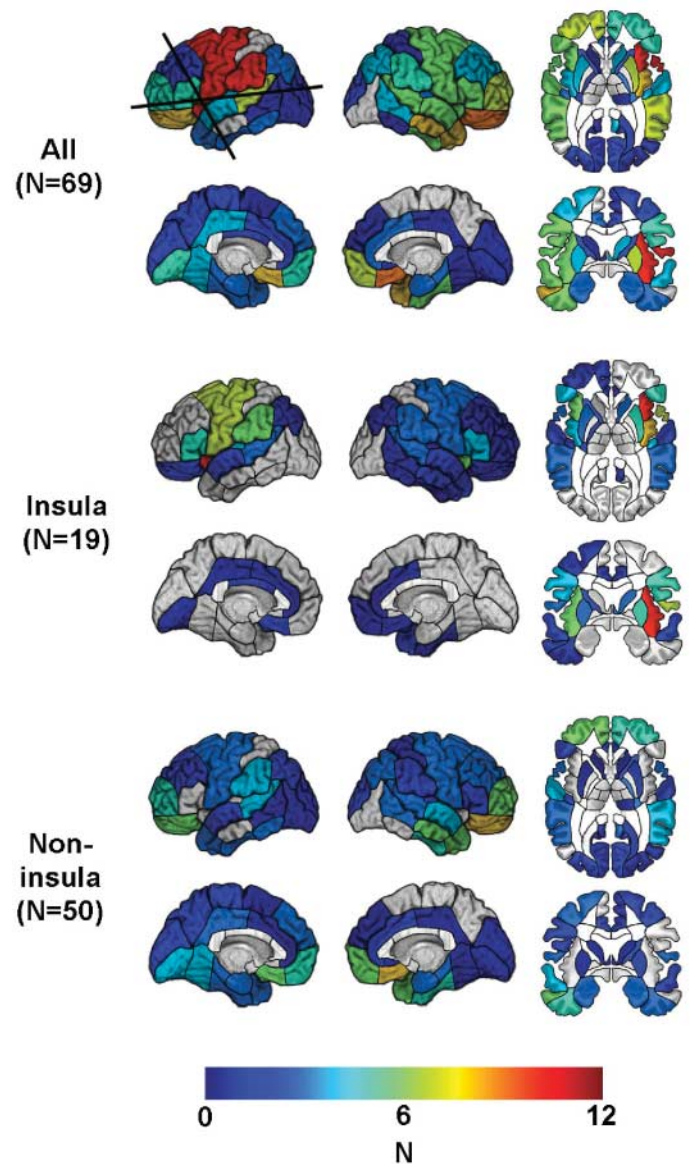 All
(N=69)
Insula
(N=19)
Non-
insula
(N=50)
0
6
12
N